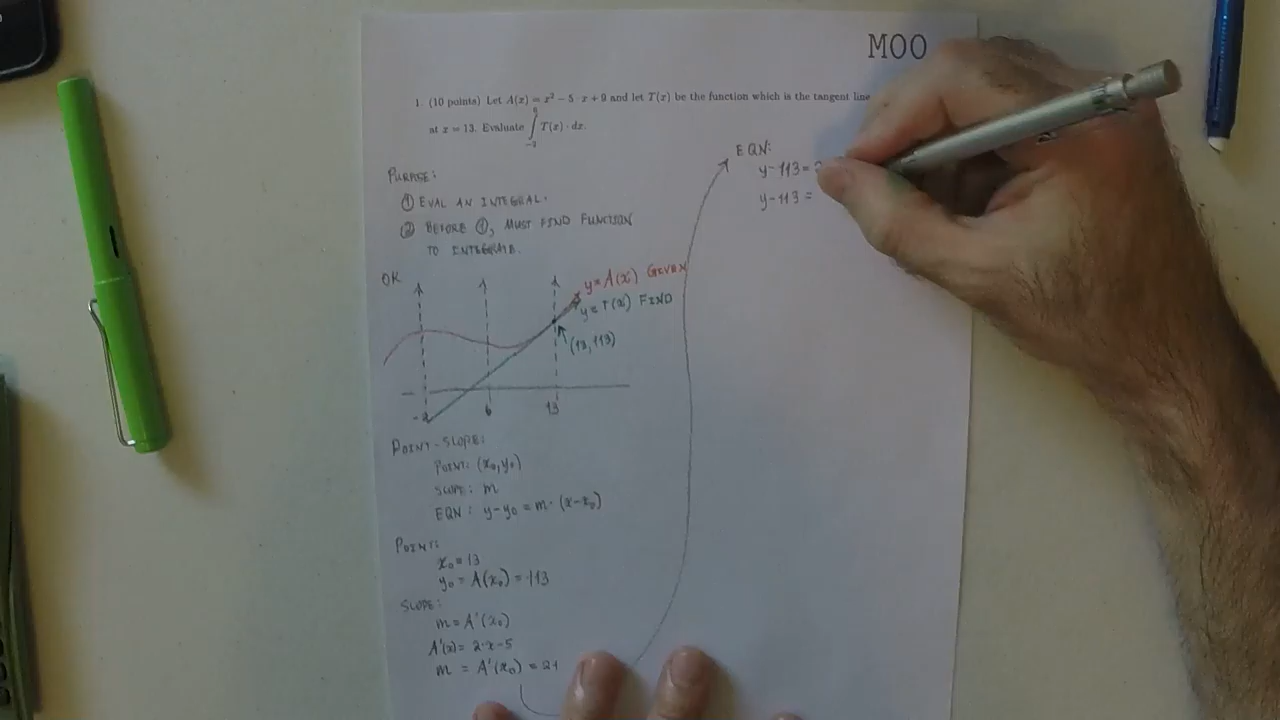 MOO
1. (10 points) Let A(x) = x² − 5 · x + 9 and let T(x) be the function which is the tangent line
at x = 13. Evaluate ∫ T(x) · dx.
6
−3
PURPOSE:
① EVAL AN INTEGRAL.
② BEFORE ①, MUST FIND FUNCTION
TO INTEGRATE.
OK
y=A(x) GIVEN
y=T(x) FIND
(13,113)
6
13
POINT-SLOPE:
POINT: (x₀,y₀)
SLOPE: m
EQN: y-y₀ = m·(x-x₀)
POINT:
x₀=13
y₀= A(x₀) = 113
SLOPE:
m=A'(x₀)
A'(x)= 2·x-5
m = A'(x₀) = 21
EQN:
y-113=
y-113 =